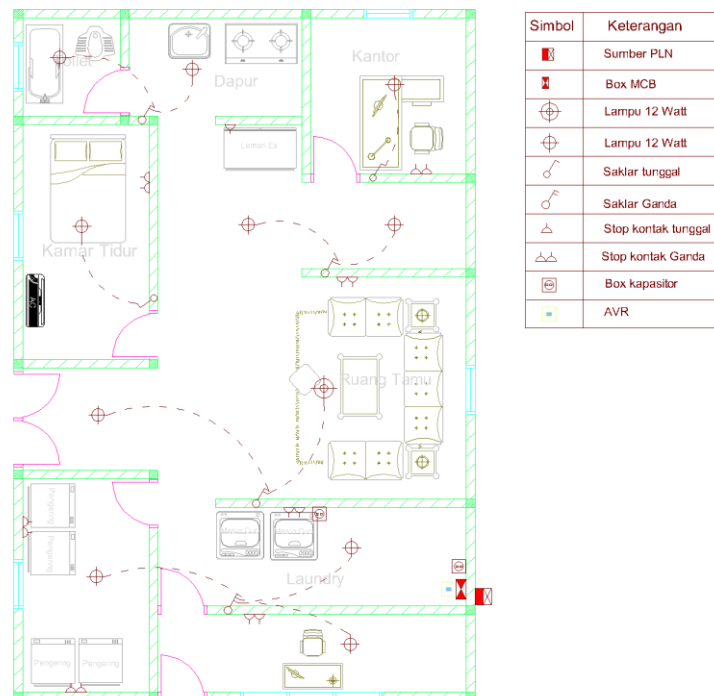 Toilet
Dapur
Kantor
Lemari Es
Kamar Tidur
AC
Ruang Tamu
Pengering
Pengering
Laundry
Pengering
Pengering
Simbol Keterangan
Sumber PLN
Box MCB
Lampu 12 Watt
Lampu 12 Watt
Saklar tunggal
Saklar Ganda
Stop kontak tunggal
Stop kontak Ganda
Box kapasitor
AVR